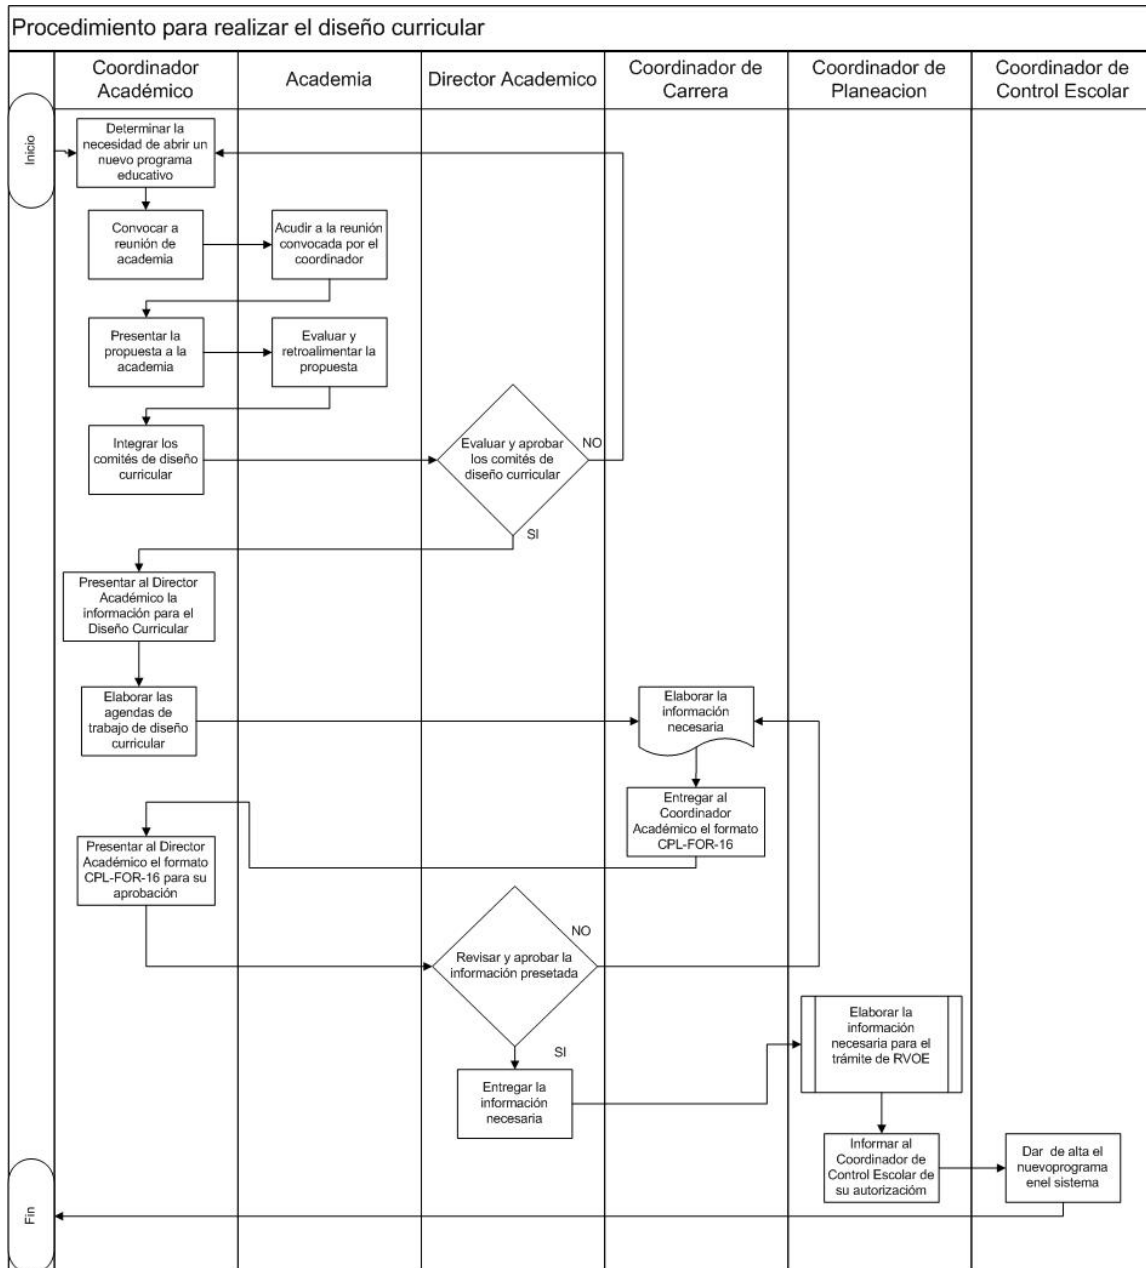 Procedimiento para realizar el diseño curricular
Coordinador
Académico
Academia
Director Academico
Coordinador de
Carrera
Coordinador de
Planeacion
Coordinador de
Control Escolar
Inicio
Determinar la
necesidad de abrir un
nuevo programa
educativo
Convocar a
reunión de
academia
Acudir a la reunión
convocada por el
coordinador
Presentar la
propuesta a la
academia
Evaluar y
retroalimentar la
propuesta
Integrar los
comités de diseño
curricular
Evaluar y aprobar
los comités de
diseño curricular
NO
SI
Presentar al Director
Académico la
información para el
Diseño Curricular
Elaborar las
agendas de
trabajo de diseño
curricular
Elaborar la
información
necesaria
Entregar al
Coordinador
Académico el formato
CPL-FOR-16
Presentar al Director
Académico el formato
CPL-FOR-16 para su
aprobación
Revisar y aprobar la
información presetada
NO
SI
Entregar la
información
necesaria
Elaborar la
información
necesaria para el
trámite de RVOE
Informar al
Coordinador de
Control Escolar de
su autorizacióm
Dar  de alta el
nuevoprograma
enel sistema
Fin